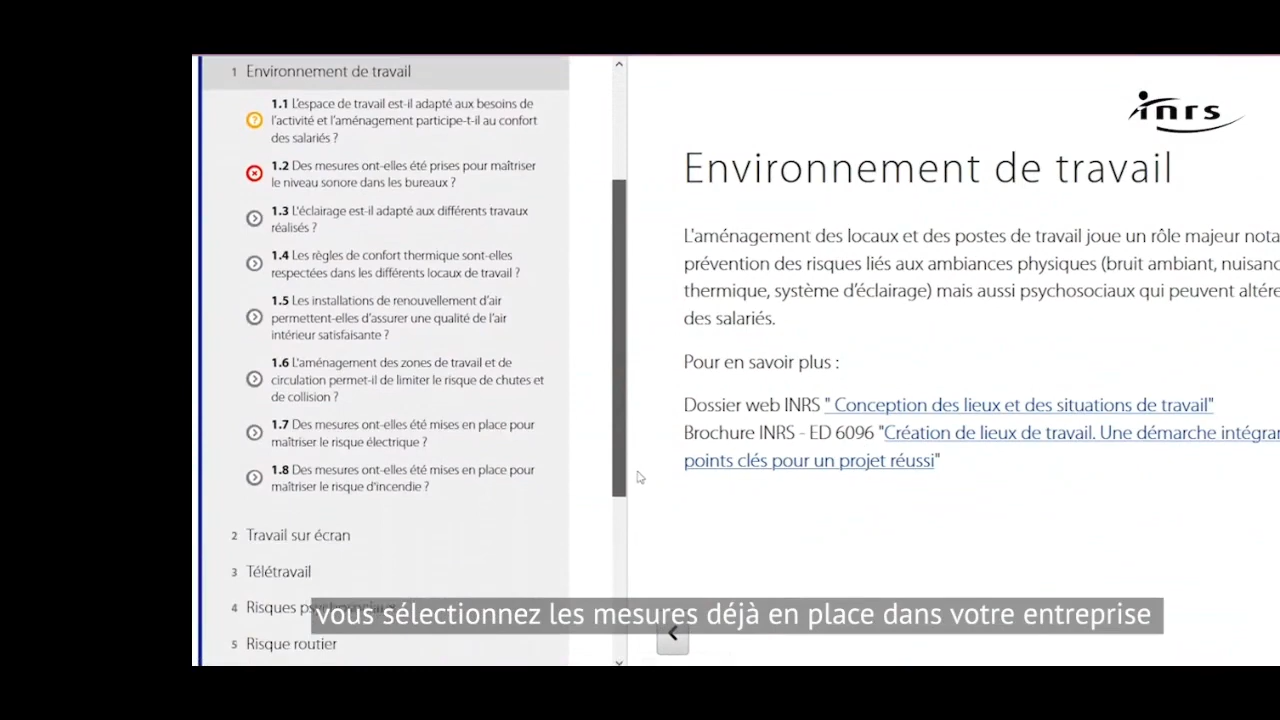 1 Environnement de travail
1.1 L'espace de travail est-il adapté aux besoins de
l'activité et l'aménagement participe-t-il au confort
des salariés ?
1.2 Des mesures ont-elles été prises pour maîtriser
le niveau sonore dans les bureaux ?
1.3 L'éclairage est-il adapté aux différents travaux
réalisés ?
1.4 Les règles de confort thermique sont-elles
respectées dans les différents locaux de travail ?
1.5 Les installations de renouvellement d'air
permettent-elles d'assurer une qualité de l'air
intérieur satisfaisante ?
1.6 L'aménagement des zones de travail et de
circulation permet-il de limiter le risque de chutes et
de collision ?
1.7 Des mesures ont-elles été mises en place pour
maîtriser le risque électrique ?
1.8 Des mesures ont-elles été mises en place pour
maîtriser le risque d'incendie ?
2 Travail sur écran
3 Télétravail
4 Risques
5 Risque routier
inrs
Environnement de travail
L'aménagement des locaux et des postes de travail joue un rôle majeur nota
prévention des risques liés aux ambiances physiques (bruit ambiant, nuisanc
thermique, système d'éclairage) mais aussi psychosociaux qui peuvent altére
des salariés.
Pour en savoir plus :
Dossier web INRS " Conception des lieux et des situations de travail"
Brochure INRS - ED 6096 "Création de lieux de travail. Une démarche intégran
points clés pour un projet réussi"
vous sélectionnez les mesures déjà en place dans votre entreprise